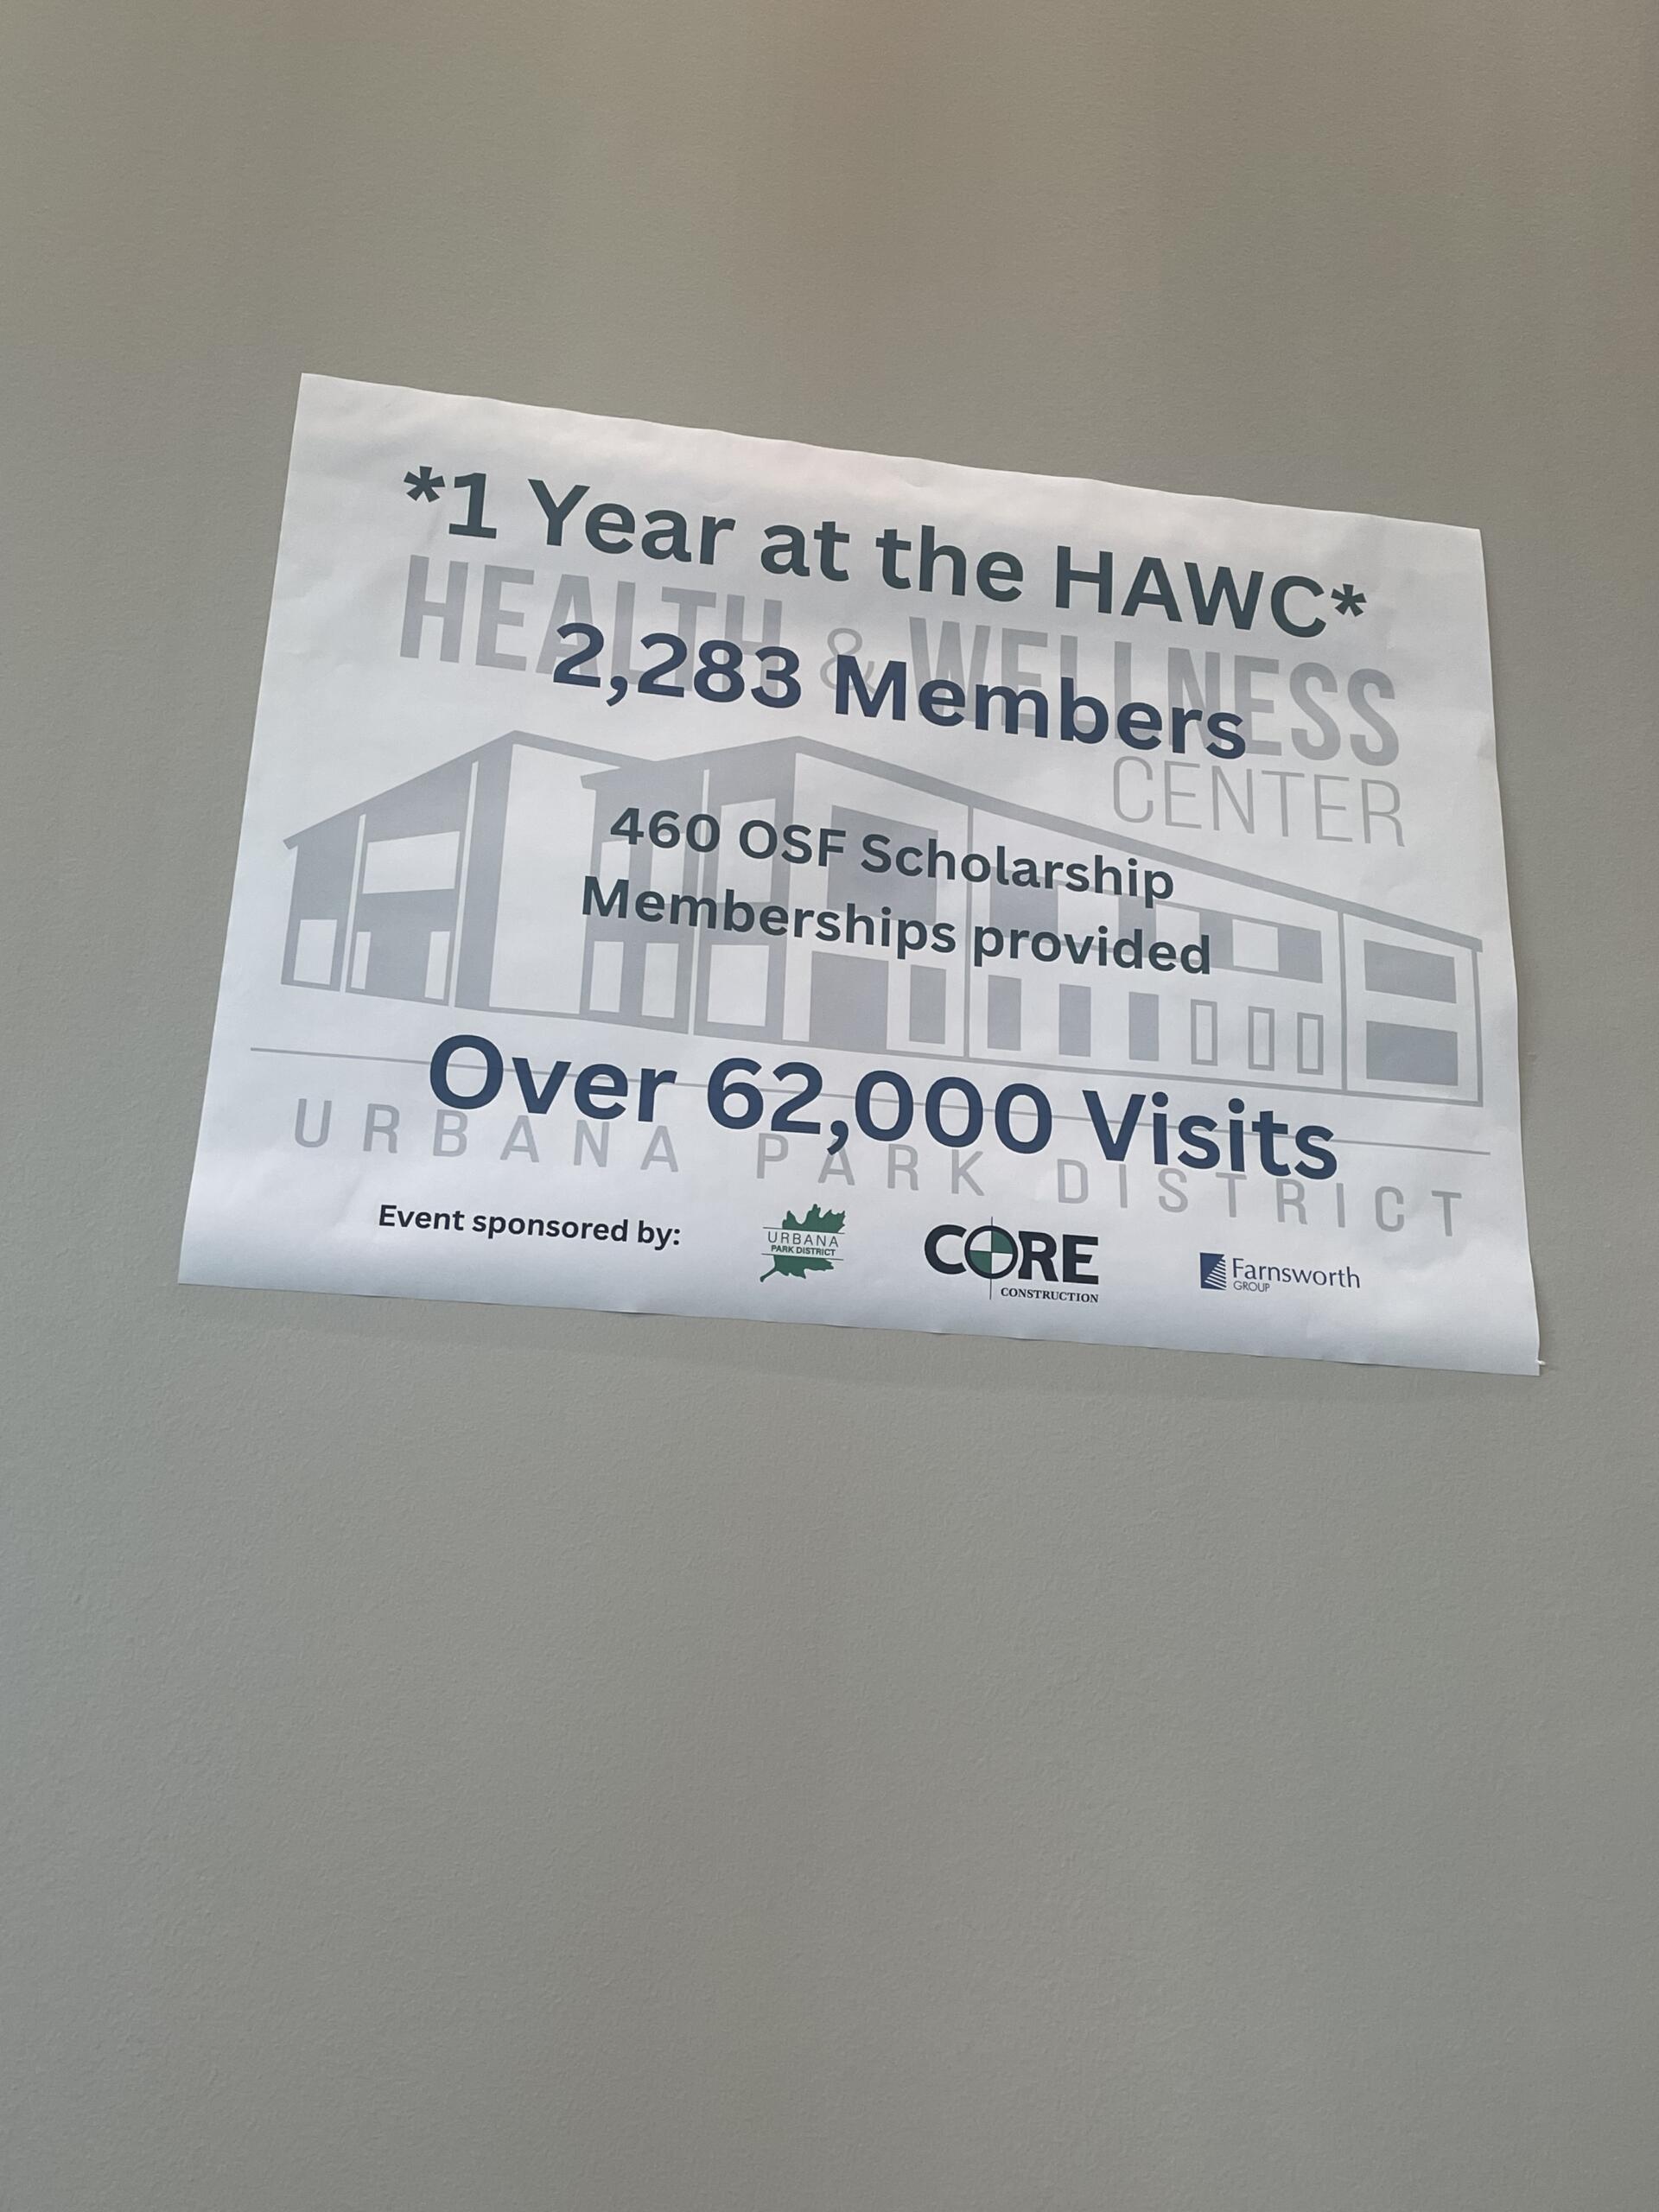 *1 Year at the HAWC*
HEALTH & WELLNESS
2,283 Members
CENTER
460 OSF Scholarship
Memberships provided
Over 62,000 Visits
URBANA PARK DISTRICT
Event sponsored by:
URBANA
PARK DISTRICT
CORE
CONSTRUCTION
Farnsworth
GROUP